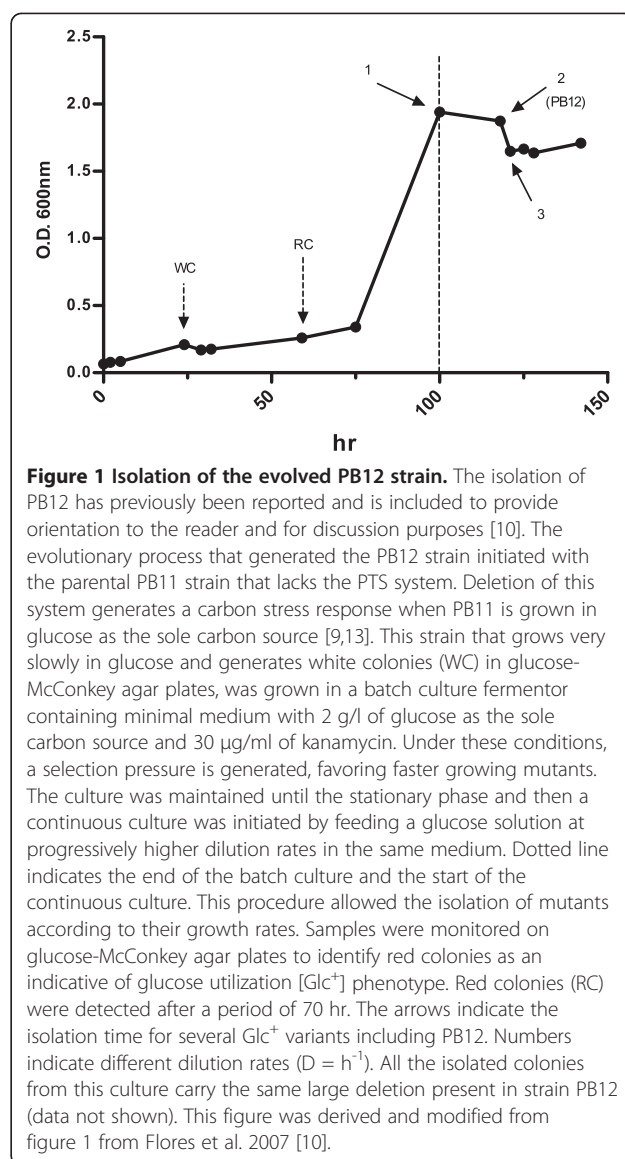 2.5
2.0
1.5
1.0
0.5
0.0
O.D. 600nm
1
2
(PB12)
3
WC
RC
0
50
100
150
hr
Figure 1 Isolation of the evolved PB12 strain. The isolation of
PB12 has previously been reported and is included to provide
orientation to the reader and for discussion purposes [10]. The
evolutionary process that generated the PB12 strain initiated with
the parental PB11 strain that lacks the PTS system. Deletion of this
system generates a carbon stress response when PB11 is grown in
glucose as the sole carbon source [9,13]. This strain that grows very
slowly in glucose and generates white colonies (WC) in glucose-
McConkey agar plates, was grown in a batch culture fermentor
containing minimal medium with 2 g/l of glucose as the sole
carbon source and 30 μg/ml of kanamycin. Under these conditions,
a selection pressure is generated, favoring faster growing mutants.
The culture was maintained until the stationary phase and then a
continuous culture was initiated by feeding a glucose solution at
progressively higher dilution rates in the same medium. Dotted line
indicates the end of the batch culture and the start of the
continuous culture. This procedure allowed the isolation of mutants
according to their growth rates. Samples were monitored on
glucose-McConkey agar plates to identify red colonies as an
indicative of glucose utilization [Glc⁺] phenotype. Red colonies (RC)
were detected after a period of 70 hr. The arrows indicate the
isolation time for several Glc⁺ variants including PB12. Numbers
indicate different dilution rates (D = h⁻¹). All the isolated colonies
from this culture carry the same large deletion present in strain PB12
(data not shown). This figure was derived and modified from
figure 1 from Flores et al. 2007 [10].